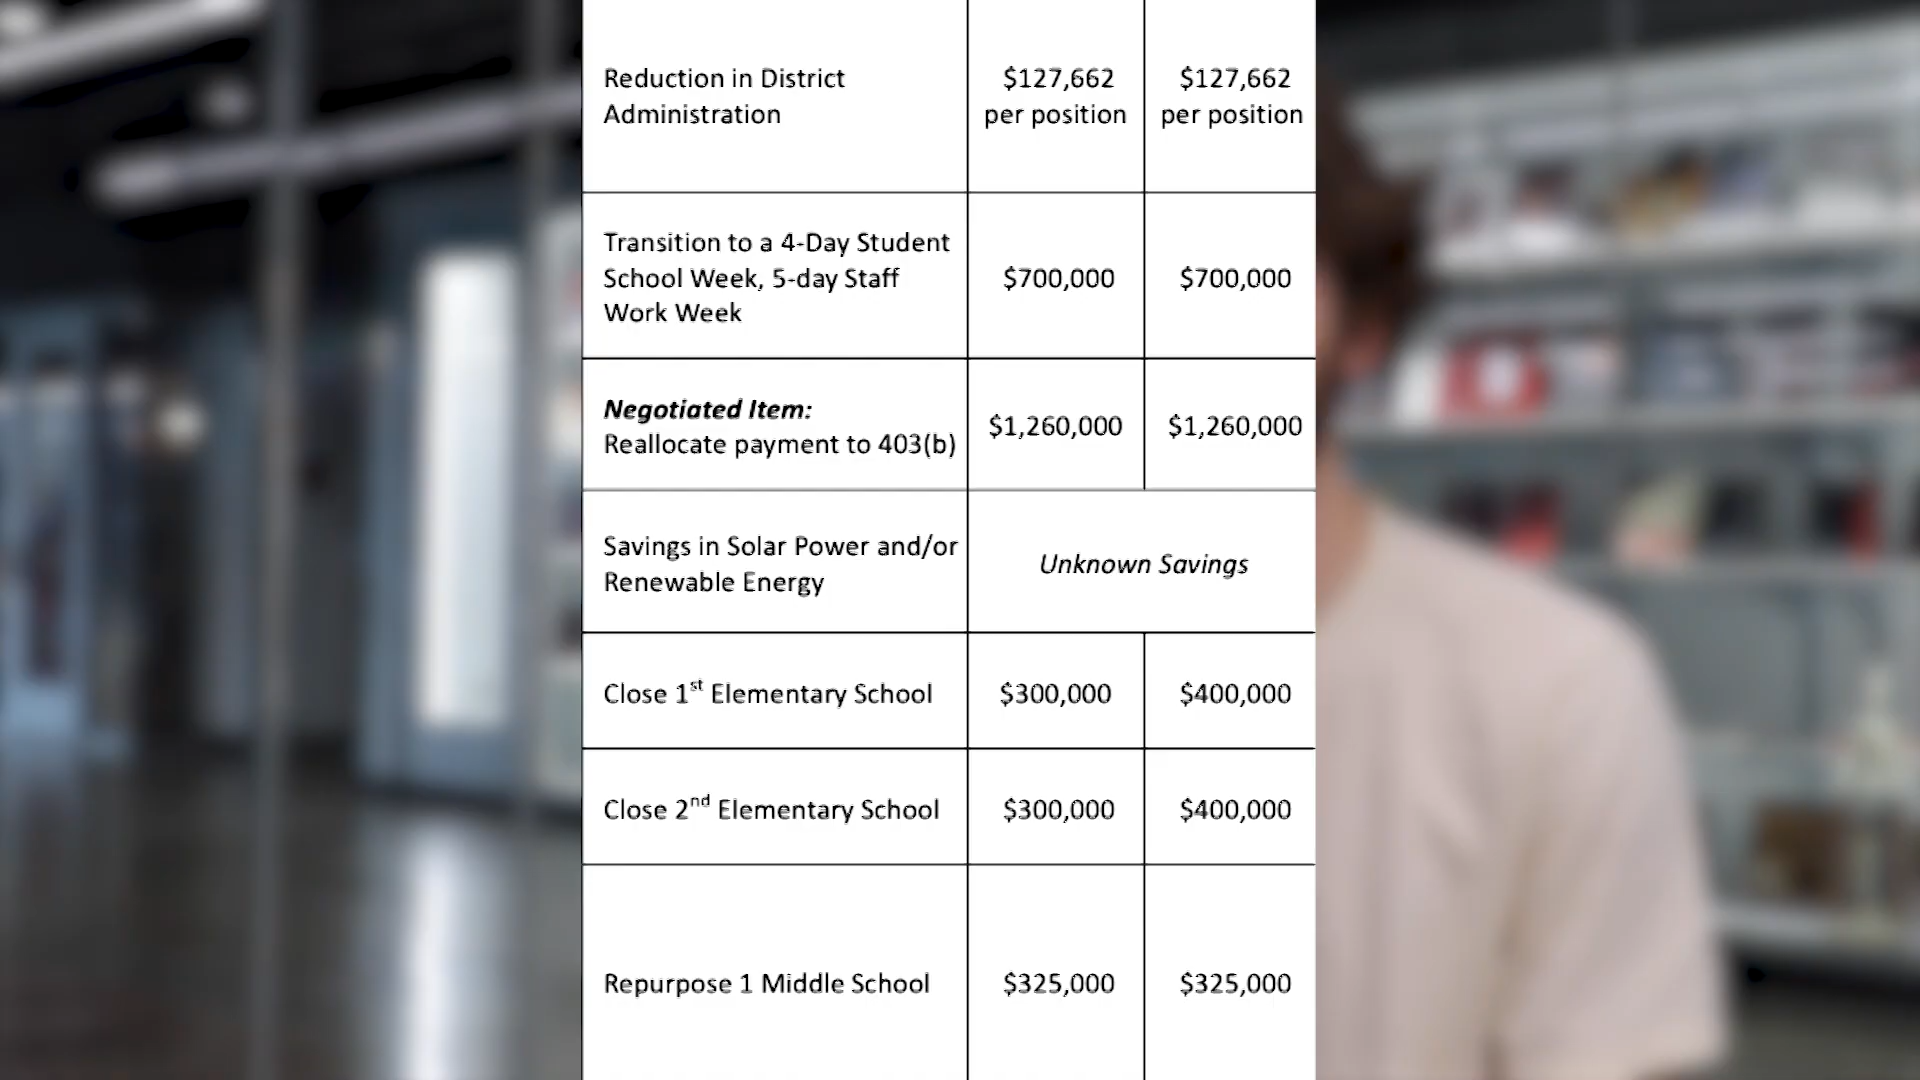 Reduction in District
Administration
$127,662
per position
$127,662
per position
Transition to a 4-Day Student
School Week, 5-day Staff
Work Week
$700,000
$700,000
Negotiated Item:
Reallocate payment to 403(b)
$1,260,000
$1,260,000
Savings in Solar Power and/or
Renewable Energy
Unknown Savings
Close 1st Elementary School
$300,000
$400,000
Close 2nd Elementary School
$300,000
$400,000
Repurpose 1 Middle School
$325,000
$325,000